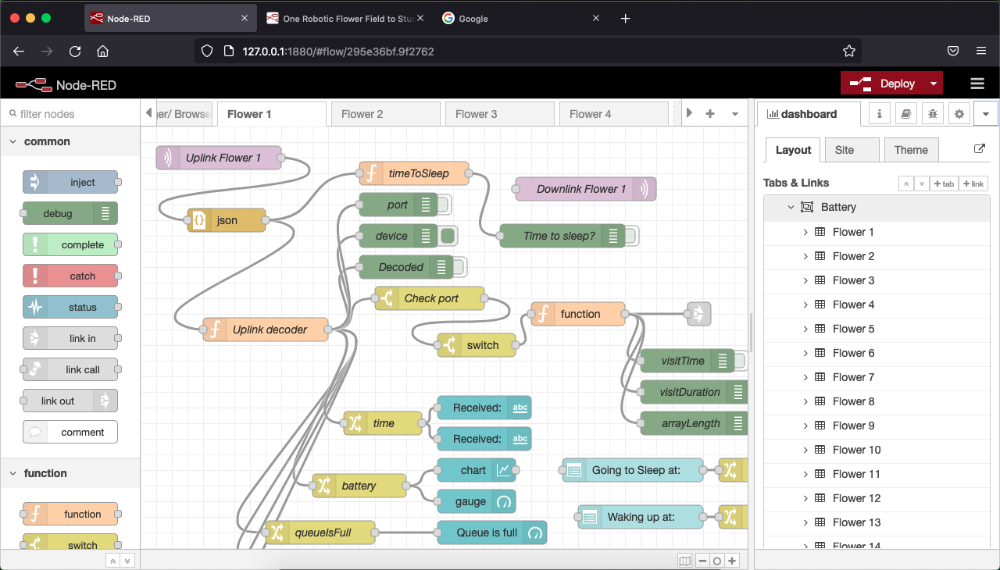 Node-RED
One Robotic Flower Field to Stu
Google
127.0.0.1:1880/#flow/295e36bf.9f2762
Node-RED
Deploy
filter nodes
ger/ Browse
Flower 1
Flower 2
Flower 3
Flower 4
dashboard
common
inject
debug
complete
catch
status
link in
link call
link out
comment
function
function
switch
Uplink Flower 1
timeToSleep
Downlink Flower 1
port
json
device
Time to sleep?
Decoded
Check port
function
Uplink decoder
switch
visitTime
visitDuration
arrayLength
time
Received:
abc
Received:
abc
chart
Going to Sleep at:
battery
gauge
Waking up at:
queueIsFull
Queue is full
Layout
Site
Theme
Tabs & Links
tab
link
Battery
Flower 1
Flower 2
Flower 3
Flower 4
Flower 5
Flower 6
Flower 7
Flower 8
Flower 9
Flower 10
Flower 11
Flower 12
Flower 13
Flower 14